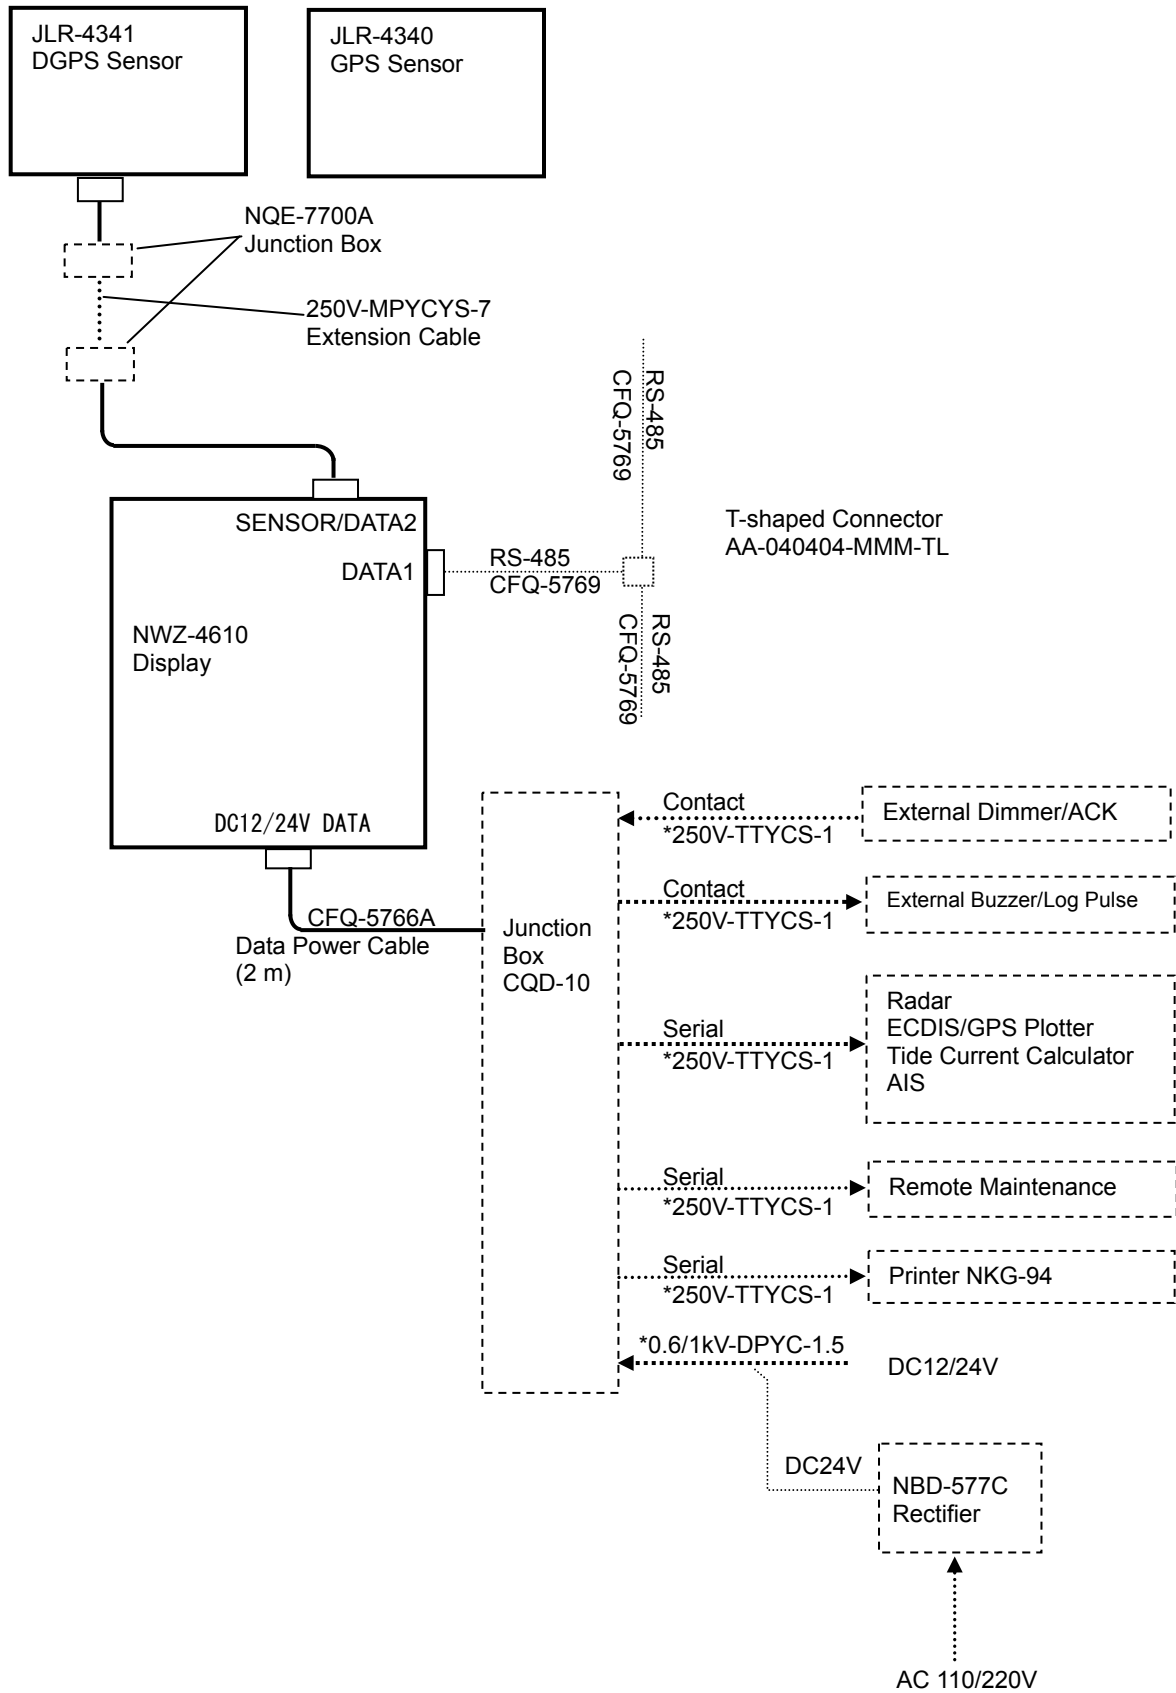 JLR-4341
DGPS Sensor
JLR-4340
GPS Sensor
NQE-7700A
Junction Box
250V-MPYCYS-7
Extension Cable
RS-485
CFQ-5769
SENSOR/DATA2
DATA1
RS-485
CFQ-5769
T-shaped Connector
AA-040404-MMM-TL
NWZ-4610
Display
RS-485
CFQ-5769
DC12/24V DATA
CFQ-5766A
Data Power Cable
(2 m)
Junction
Box
CQD-10
Contact
*250V-TTYCS-1
External Dimmer/ACK
Contact
*250V-TTYCS-1
External Buzzer/Log Pulse
Serial
*250V-TTYCS-1
Radar
ECDIS/GPS Plotter
Tide Current Calculator
AIS
Serial
*250V-TTYCS-1
Remote Maintenance
Serial
*250V-TTYCS-1
Printer NKG-94
*0.6/1kV-DPYC-1.5
DC12/24V
DC24V
NBD-577C
Rectifier
AC 110/220V